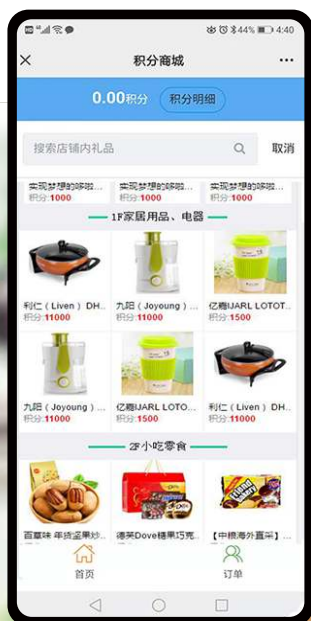 44% 4:40
积分商城
0.00积分 积分明细
搜索店铺内礼品 取消
实现梦想的哆啦... 实现梦想的哆啦... 实现梦想的哆啦...
积分:1000 积分:1000 积分:1000
1F家居用品、电器
利仁（Liven）DH.. 九阳（Joyoung）... 亿嘉IJARL LOTOT..
积分:11000 积分:11000 积分:1500
九阳（Joyoung）... 亿嘉IJARL LOTO... 利仁（Liven）DH..
积分:11000 积分:1500 积分:11000
2F小吃零食
百草味 年货坚果炒.. 德芙Dove糖果巧克.. 【中粮海外直采】...
首页 订单